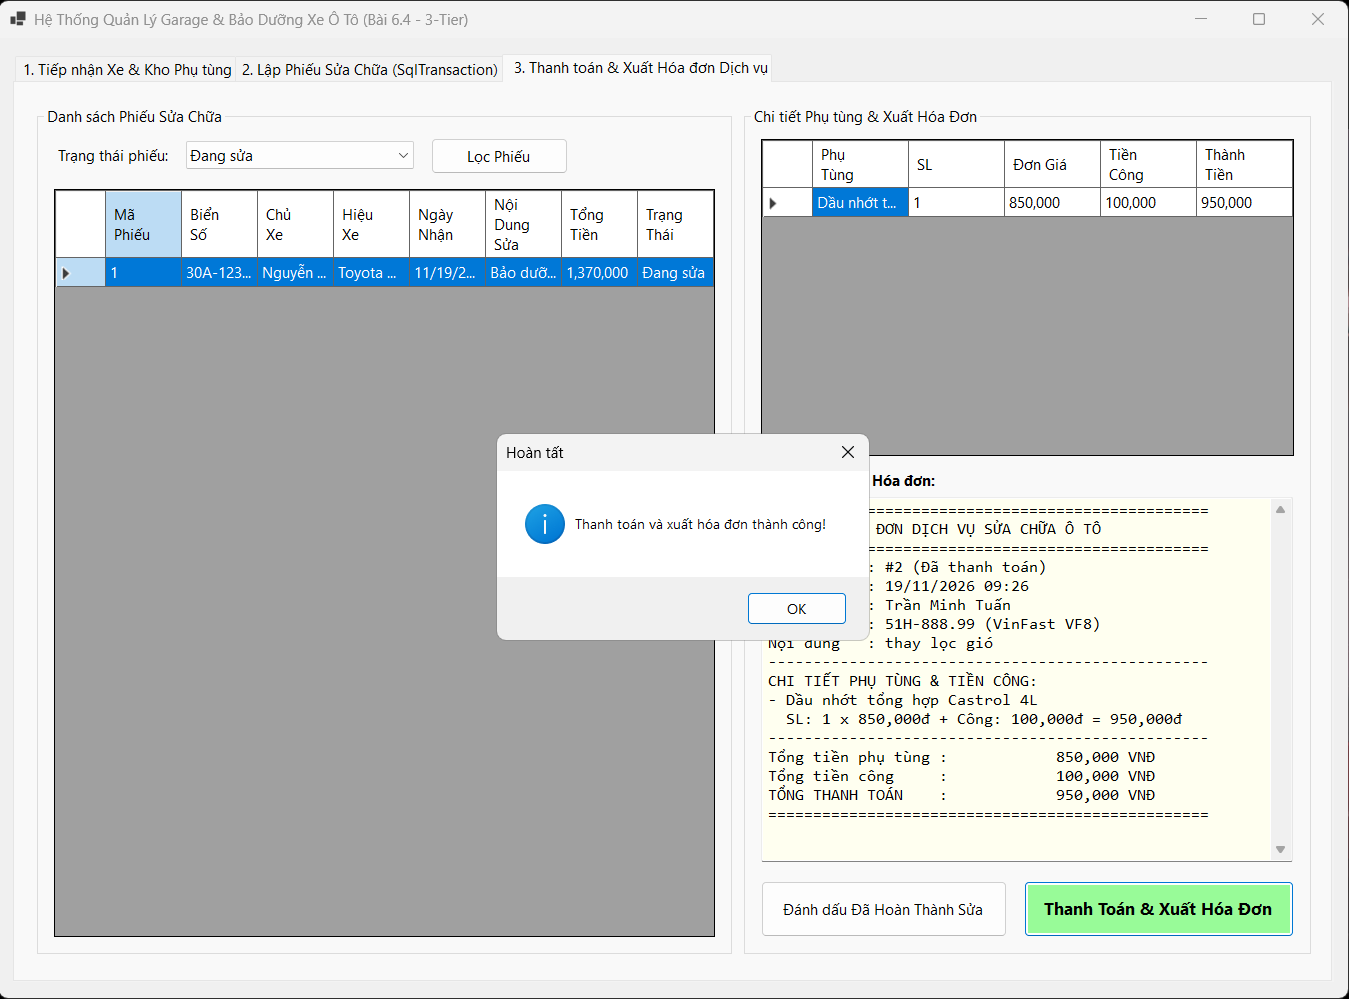 Hệ Thống Quản Lý Garage & Bảo Dưỡng Xe Ô Tô (Bài 6.4 - 3-Tier)
1. Tiếp nhận Xe & Kho Phụ tùng
2. Lập Phiếu Sửa Chữa (SqlTransaction)
3. Thanh toán & Xuất Hóa đơn Dịch vụ
Danh sách Phiếu Sửa Chữa
Trạng thái phiếu:
Đang sửa
Lọc Phiếu
Mã Phiếu
Biển Số
Chủ Xe
Hiệu Xe
Ngày Nhận
Nội Dung Sửa
Tổng Tiền
Trạng Thái
1
30A-123...
Nguyễn ...
Toyota ...
11/19/2...
Bảo dưỡ...
1,370,000
Đang sửa
Chi tiết Phụ tùng & Xuất Hóa Đơn
Phụ Tùng
SL
Đơn Giá
Tiền Công
Thành Tiền
Dầu nhớt t...
1
850,000
100,000
950,000
Hoàn tất
Thanh toán và xuất hóa đơn thành công!
OK
Hóa đơn:
======================================
ĐƠN DỊCH VỤ SỬA CHỮA Ô TÔ
======================================
: #2 (Đã thanh toán)
: 19/11/2026 09:26
: Trần Minh Tuấn
: 51H-888.99 (VinFast VF8)
Nội dung   : thay lọc gió
-------------------------------------------------
CHI TIẾT PHỤ TÙNG & TIỀN CÔNG:
- Dầu nhớt tổng hợp Castrol 4L
SL: 1 x 850,000đ + Công: 100,000đ = 950,000đ
-------------------------------------------------
Tổng tiền phụ tùng :            850,000 VNĐ
Tổng tiền công     :            100,000 VNĐ
TỔNG THANH TOÁN    :            950,000 VNĐ
=================================================
Đánh dấu Đã Hoàn Thành Sửa
Thanh Toán & Xuất Hóa Đơn